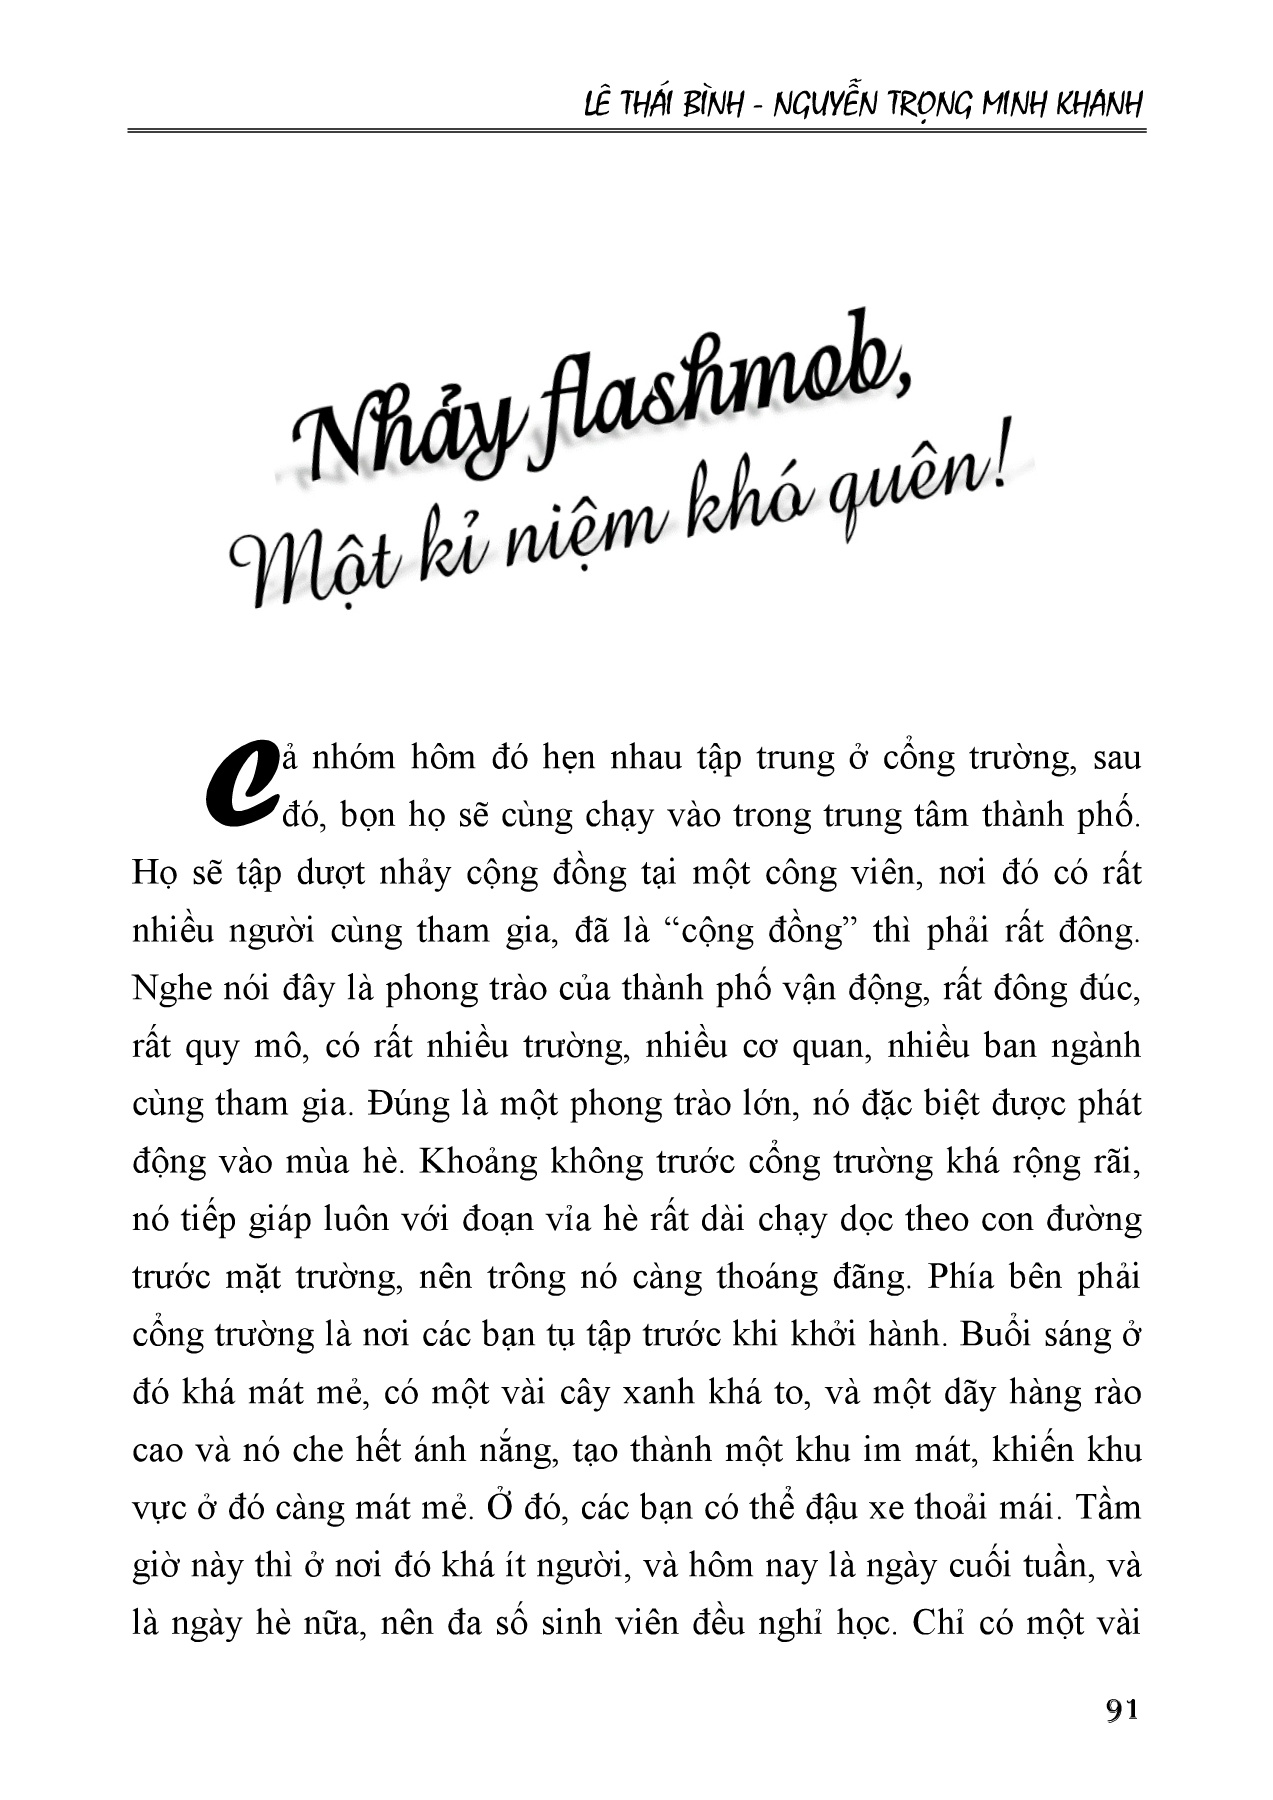 LÊ THÁI BÌNH - NGUYỄN TRỌNG MINH KHANH
Nhảy flashmob,
Một kỉ niệm khó quên!
Cả nhóm hôm đó hẹn nhau tập trung ở cổng trường, sau
đó, bọn họ sẽ cùng chạy vào trong trung tâm thành phố.
Họ sẽ tập dượt nhảy cộng đồng tại một công viên, nơi đó có rất
nhiều người cùng tham gia, đã là “cộng đồng” thì phải rất đông.
Nghe nói đây là phong trào của thành phố vận động, rất đông đúc,
rất quy mô, có rất nhiều trường, nhiều cơ quan, nhiều ban ngành
cùng tham gia. Đúng là một phong trào lớn, nó đặc biệt được phát
động vào mùa hè. Khoảng không trước cổng trường khá rộng rãi,
nó tiếp giáp luôn với đoạn vỉa hè rất dài chạy dọc theo con đường
trước mặt trường, nên trông nó càng thoáng đãng. Phía bên phải
cổng trường là nơi các bạn tụ tập trước khi khởi hành. Buổi sáng ở
đó khá mát mẻ, có một vài cây xanh khá to, và một dãy hàng rào
cao và nó che hết ánh nắng, tạo thành một khu im mát, khiến khu
vực ở đó càng mát mẻ. Ở đó, các bạn có thể đậu xe thoải mái. Tầm
giờ này thì ở nơi đó khá ít người, và hôm nay là ngày cuối tuần, và
là ngày hè nữa, nên đa số sinh viên đều nghỉ học. Chỉ có một vài
91